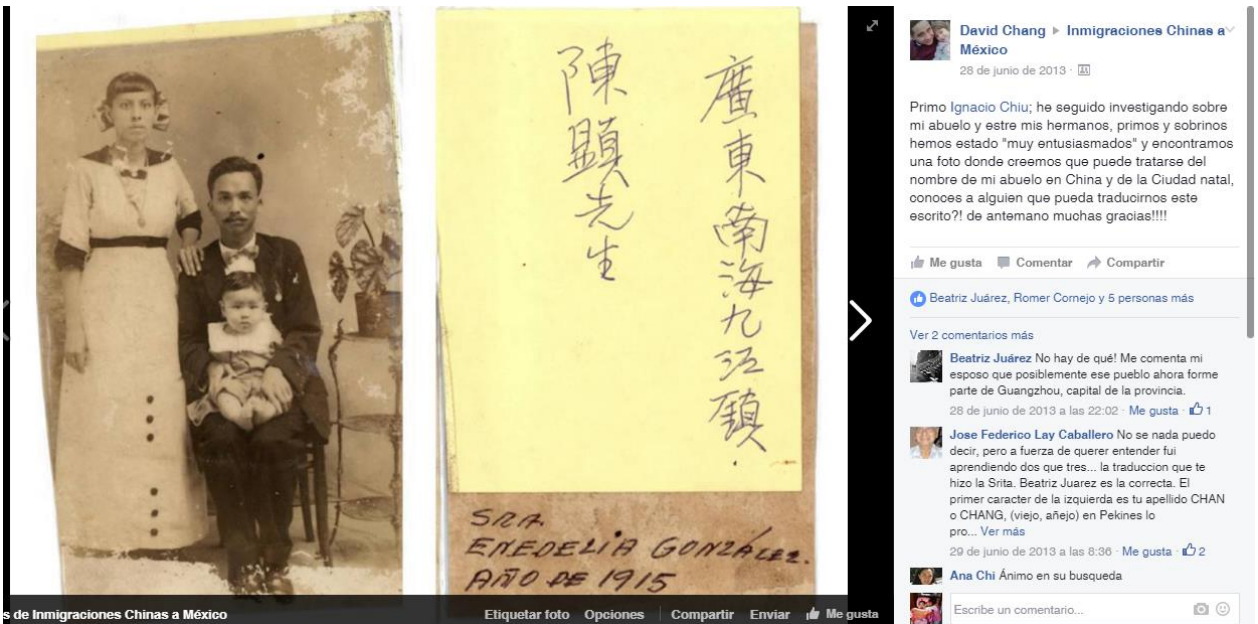 廣東南海九江鎮.
陳顯先生
SRA.
ENEDELIA GONZÁLEZ.
AÑO DE 1915
s de Inmigraciones Chinas a México
Etiquetar foto Opciones Compartir Enviar Me gusta
David Chang ▸ Inmigraciones Chinas a
México
28 de junio de 2013 ·
Primo Ignacio Chiu; he seguido investigando sobre
mi abuelo y estre mis hermanos, primos y sobrinos
hemos estado "muy entusiasmados" y encontramos
una foto donde creemos que puede tratarse del
nombre de mi abuelo en China y de la Ciudad natal,
conoces a alguien que pueda traducirnos este
escrito?! de antemano muchas gracias!!!!
Me gusta Comentar Compartir
Beatriz Juárez, Romer Cornejo y 5 personas más
Ver 2 comentarios más
Beatriz Juárez No hay de qué! Me comenta mi
esposo que posiblemente ese pueblo ahora forme
parte de Guangzhou, capital de la provincia.
28 de junio de 2013 a las 22:02 · Me gusta · 1
Jose Federico Lay Caballero No se nada puedo
decir, pero a fuerza de querer entender fui
aprendiendo dos que tres... la traduccion que te
hizo la Srita. Beatriz Juarez es la correcta. El
primer caracter de la izquierda es tu apellido CHAN
o CHANG, (viejo, añejo) en Pekines lo
pro... Ver más
29 de junio de 2013 a las 8:36 · Me gusta · 2
Ana Chi Ánimo en su busqueda
Escribe un comentario...